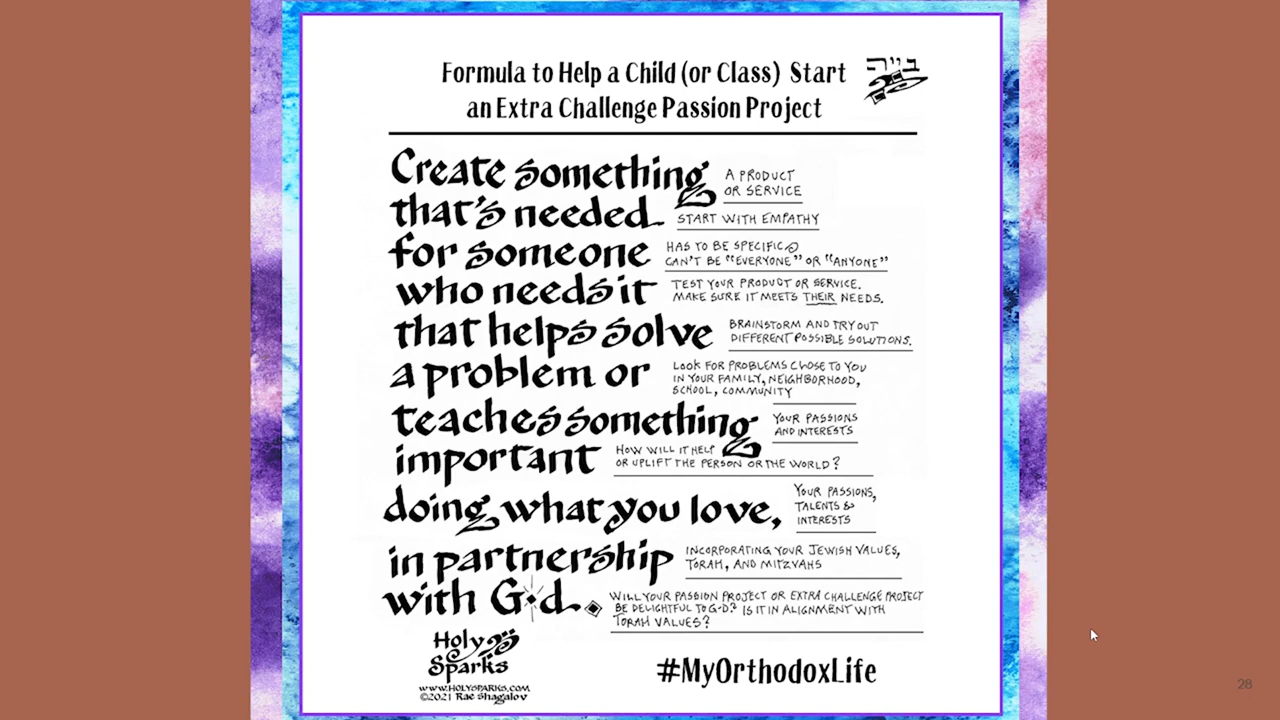 Formula to Help a Child (or Class) Start
בייה
an Extra Challenge Passion Project
Create something
A PRODUCT
OR SERVICE
that's needed
START WITH EMPATHY
for someone
HAS TO BE SPECIFIC
CAN'T BE "EVERYONE" OR "ANYONE"
who needs it
TEST YOUR PRODUCT OR SERVICE.
MAKE SURE IT MEETS THEIR NEEDS.
that helps solve
BRAINSTORM AND TRY OUT
DIFFERENT POSSIBLE SOLUTIONS.
a problem or
LOOK FOR PROBLEMS CLOSE TO YOU
IN YOUR FAMILY, NEIGHBORHOOD,
SCHOOL, COMMUNITY
teaches something
YOUR PASSIONS
AND INTERESTS
important
HOW WILL IT HELP
OR UPLIFT THE PERSON OR THE WORLD?
doing what you love,
YOUR PASSIONS,
TALENTS &
INTERESTS
in partnership
INCORPORATING YOUR JEWISH VALUES,
TORAH, AND MITZVAHS
with G·d.
WILL YOUR PASSION PROJECT OR EXTRA CHALLENGE PROJECT
BE DELIGHTFUL TO G·D? IS IT IN ALIGNMENT WITH
TORAH VALUES?
Holy
Sparks
WWW.HOLYSPARKS.COM
©2021 Rae Shagalov
#MyOrthodoxLife
28